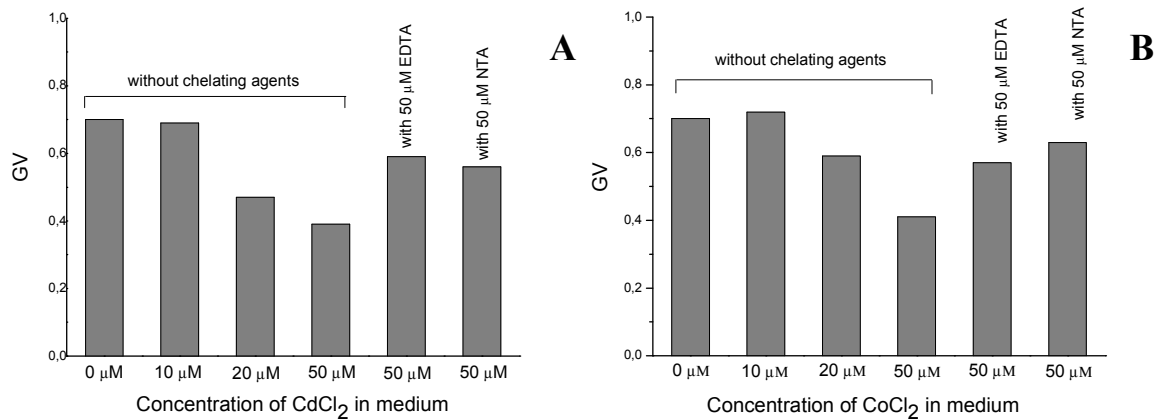 A
without chelating agents
with 50 μM EDTA
with 50 μM NTA
1,0
0,8
0,6
0,4
0,2
0,0
GV
0 μM 10 μM 20 μM 50 μM 50 μM 50 μM
Concentration of CdCl₂ in medium
B
without chelating agents
with 50 μM EDTA
with 50 μM NTA
1,0
0,8
0,6
0,4
0,2
0,0
GV
0 μM 10 μM 20 μM 50 μM 50 μM 50 μM
Concentration of CoCl₂ in medium